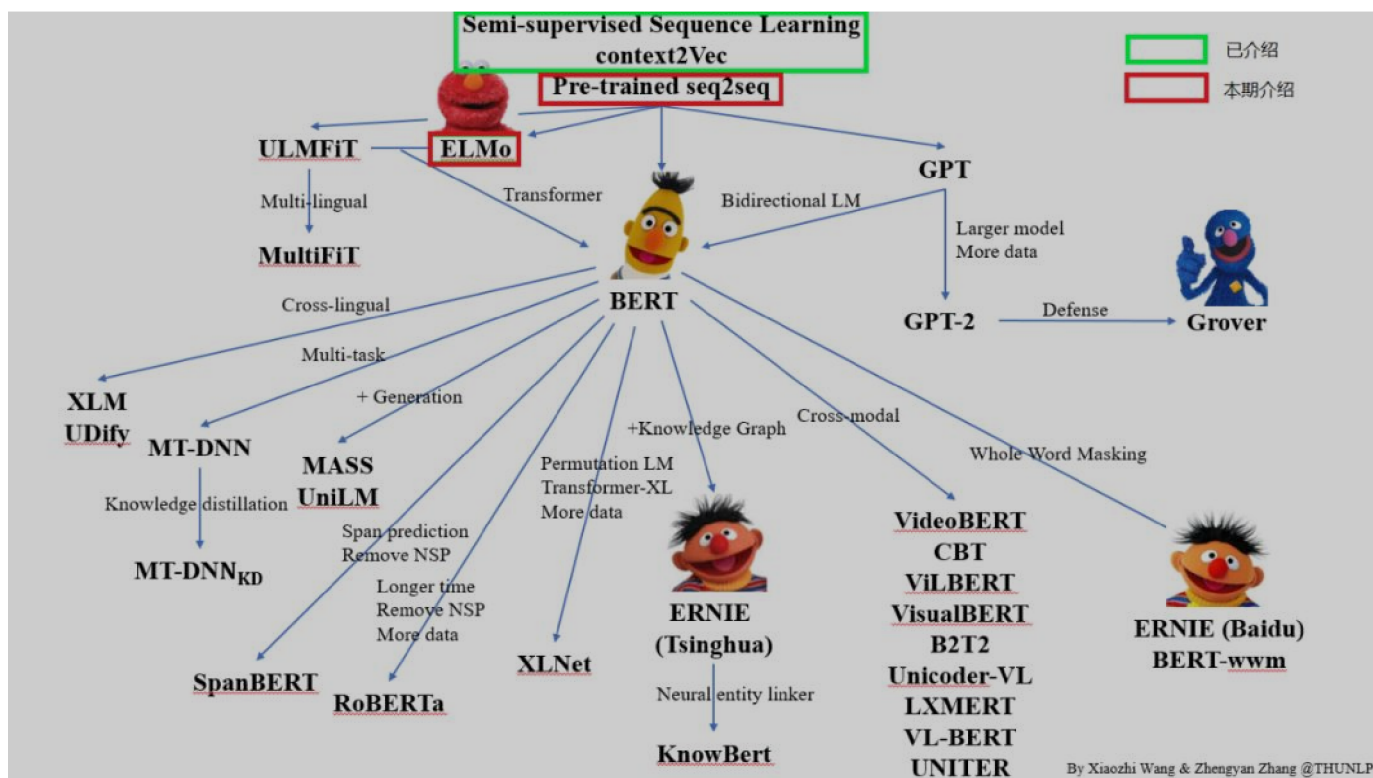 Semi-supervised Sequence Learning
context2Vec
Pre-trained seq2seq
已介绍
本期介绍
ULMFiT
ELMo
GPT
Multi-lingual
Transformer
Bidirectional LM
Larger model
More data
MultiFiT
BERT
GPT-2
Defense
Grover
Cross-lingual
Multi-task
+ Generation
Cross-modal
+Knowledge Graph
Whole Word Masking
XLM
UDify
MT-DNN
MASS
UniLM
Permutation LM
Transformer-XL
More data
Knowledge distillation
Span prediction
Remove NSP
MT-DNNKD
Longer time
Remove NSP
More data
VideoBERT
CBT
ViLBERT
VisualBERT
B2T2
Unicoder-VL
LXMERT
VL-BERT
UNITER
ERNIE
(Tsinghua)
ERNIE (Baidu)
BERT-wwm
SpanBERT
RoBERTa
XLNet
Neural entity linker
KnowBert
By Xiaozhi Wang & Zhengyan Zhang @THUNLP